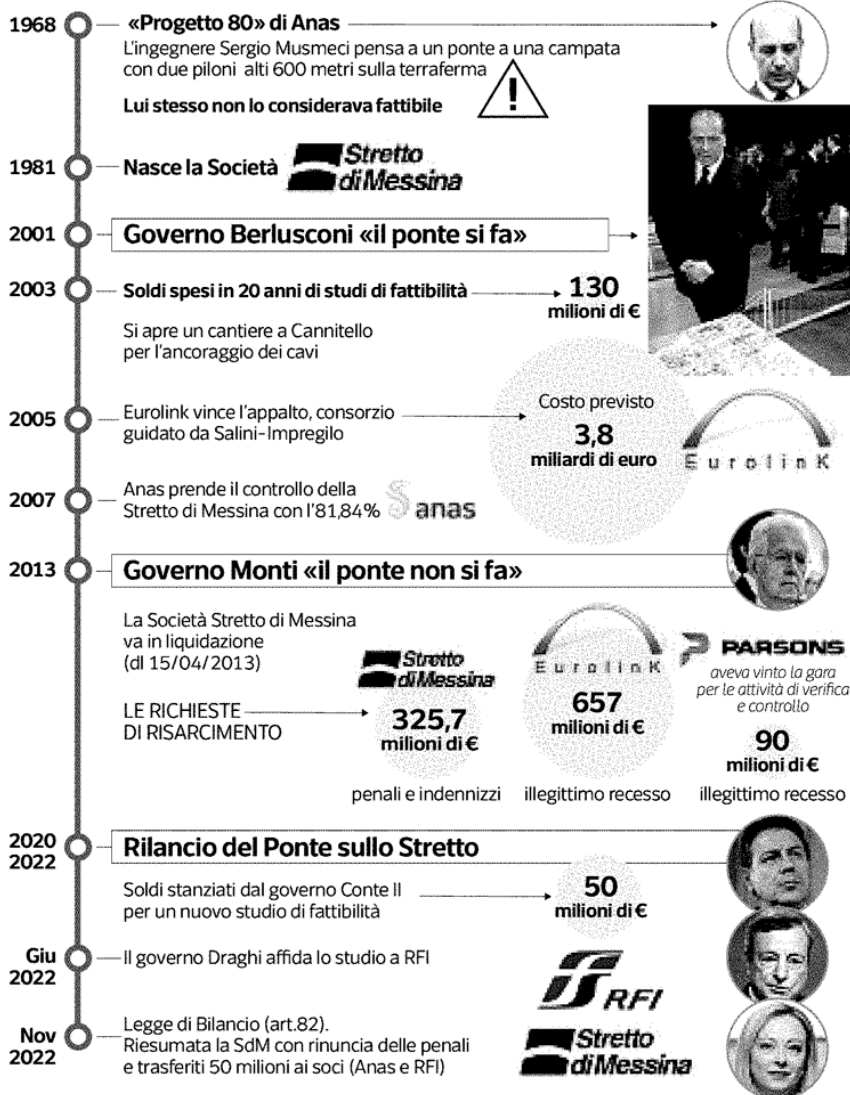 1968
«Progetto 80» di Anas
L'ingegnere Sergio Musmeci pensa a un ponte a una campata
con due piloni alti 600 metri sulla terraferma
Lui stesso non lo considerava fattibile
!
1981
Nasce la Società
Stretto
di Messina
2001
Governo Berlusconi «il ponte si fa»
2003
Soldi spesi in 20 anni di studi di fattibilità
130
milioni di €
Si apre un cantiere a Cannitello
per l'ancoraggio dei cavi
2005
Eurolink vince l'appalto, consorzio
guidato da Salini-Impregilo
Costo previsto
3,8
miliardi di euro
EurolinK
2007
Anas prende il controllo della
Stretto di Messina con l'81,84%
anas
2013
Governo Monti «il ponte non si fa»
La Società Stretto di Messina
va in liquidazione
(dl 15/04/2013)
LE RICHIESTE
DI RISARCIMENTO
Stretto
di Messina
325,7
milioni di €
penali e indennizzi
EurolinK
657
milioni di €
illegittimo recesso
PARSONS
aveva vinto la gara
per le attività di verifica
e controllo
90
milioni di €
illegittimo recesso
2020
2022
Rilancio del Ponte sullo Stretto
Soldi stanziati dal governo Conte II
per un nuovo studio di fattibilità
50
milioni di €
Giu
2022
Il governo Draghi affida lo studio a RFI
RFI
Nov
2022
Legge di Bilancio (art.82).
Riesumata la SdM con rinuncia delle penali
e trasferiti 50 milioni ai soci (Anas e RFI)
Stretto
di Messina